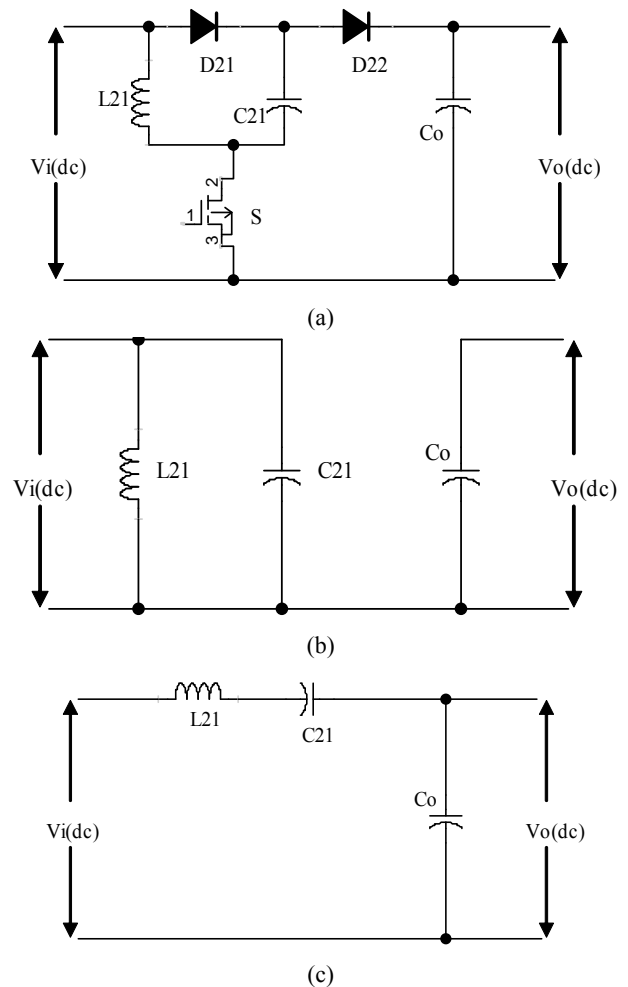 D21
D22
L21
C21
Co
Vi(dc)
Vo(dc)
2
1
S
3
(a)
L21
C21
Co
Vi(dc)
Vo(dc)
(b)
L21
C21
Co
Vi(dc)
Vo(dc)
(c)